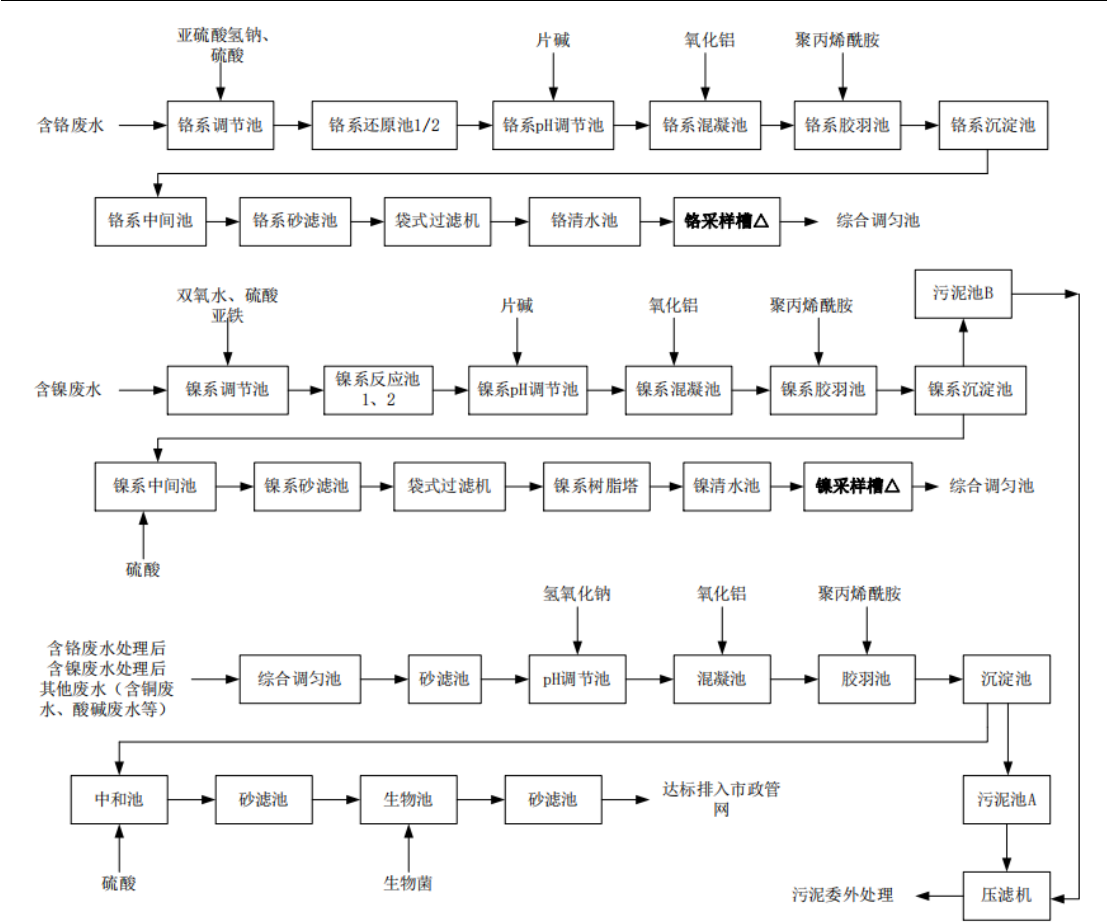 亚硫酸氢钠、
硫酸
片碱
氧化铝
聚丙烯酰胺
含铬废水
铬系调节池
铬系还原池1/2
铬系pH调节池
铬系混凝池
铬系胶羽池
铬系沉淀池
铬系中间池
铬系砂滤池
袋式过滤机
铬清水池
铬采样槽△
综合调匀池
双氧水、硫酸
亚铁
片碱
氧化铝
聚丙烯酰胺
污泥池B
含镍废水
镍系调节池
镍系反应池
1、2
镍系pH调节池
镍系混凝池
镍系胶羽池
镍系沉淀池
镍系中间池
镍系砂滤池
袋式过滤机
镍系树脂塔
镍清水池
镍采样槽△
综合调匀池
硫酸
氢氧化钠
氧化铝
聚丙烯酰胺
含铬废水处理后
含镍废水处理后
其他废水（含铜废
水、酸碱废水等）
综合调匀池
砂滤池
pH调节池
混凝池
胶羽池
沉淀池
中和池
砂滤池
生物池
砂滤池
达标排入市政管
网
污泥池A
硫酸
生物菌
污泥委外处理
压滤机